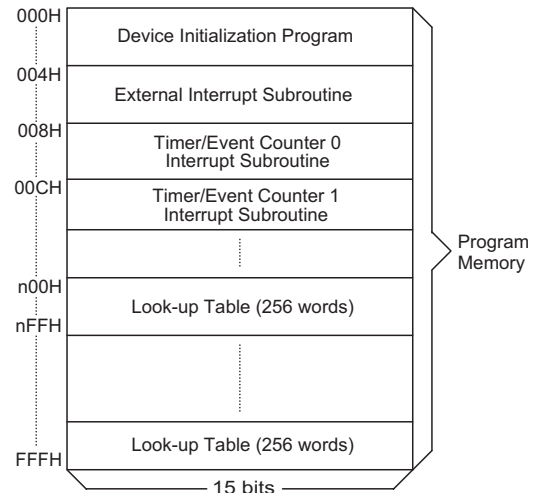 000H
Device Initialization Program
004H
External Interrupt Subroutine
008H
Timer/Event Counter 0
Interrupt Subroutine
00CH
Timer/Event Counter 1
Interrupt Subroutine
Program
Memory
n00H
Look-up Table (256 words)
nFFH
Look-up Table (256 words)
FFFH
15 bits